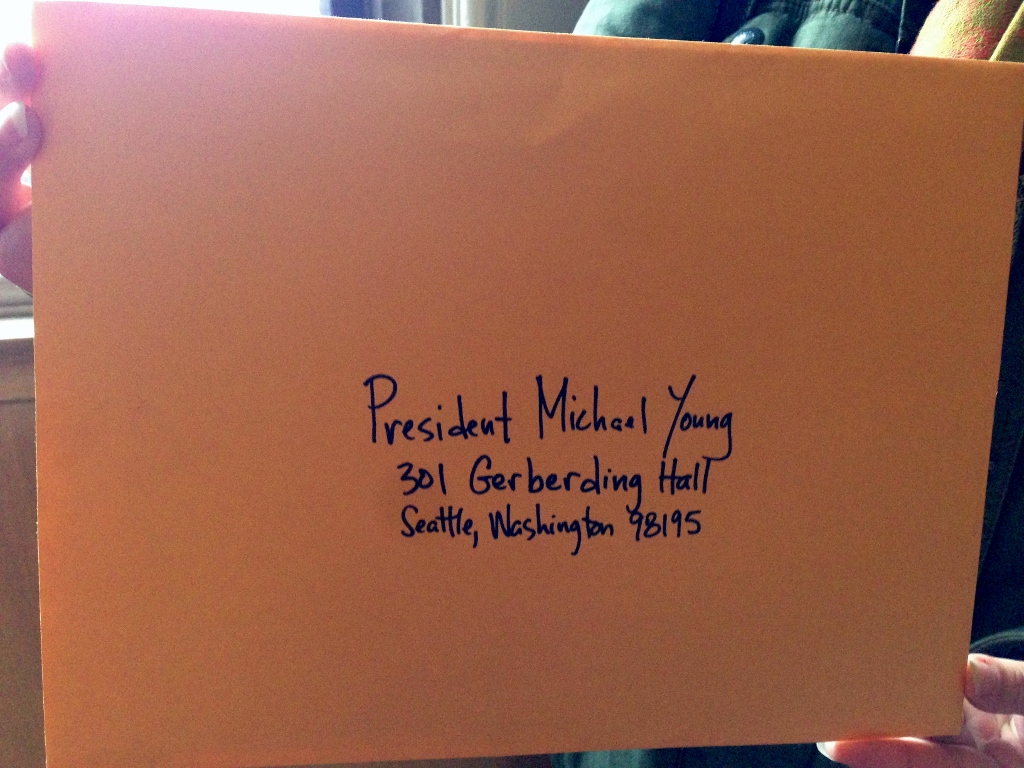 President Michael Young
301 Gerberding Hall
Seattle, Washington 98195